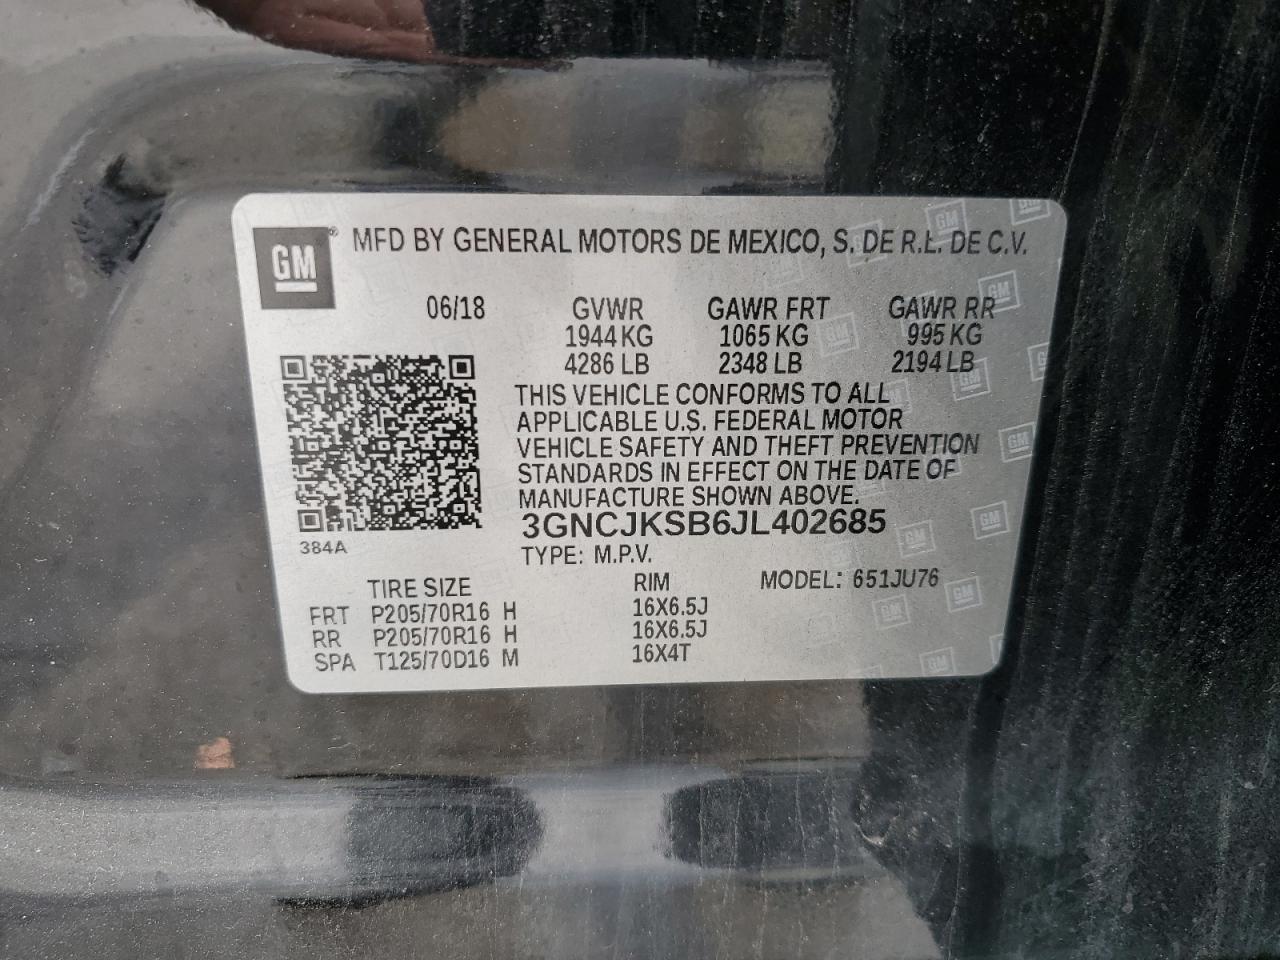 GM® MFD BY GENERAL MOTORS DE MEXICO, S. DE R.L. DE C.V.
06/18 GVWR GAWR FRT GAWR RR
1944 KG 1065 KG 995 KG
4286 LB 2348 LB 2194 LB
THIS VEHICLE CONFORMS TO ALL
APPLICABLE U.S. FEDERAL MOTOR
VEHICLE SAFETY AND THEFT PREVENTION
STANDARDS IN EFFECT ON THE DATE OF
MANUFACTURE SHOWN ABOVE.
3GNCJKSB6JL402685
384A
TYPE: M.P.V.
TIRE SIZE RIM MODEL: 651JU76
FRT P205/70R16 H 16X6.5J
RR P205/70R16 H 16X6.5J
SPA T125/70D16 M 16X4T